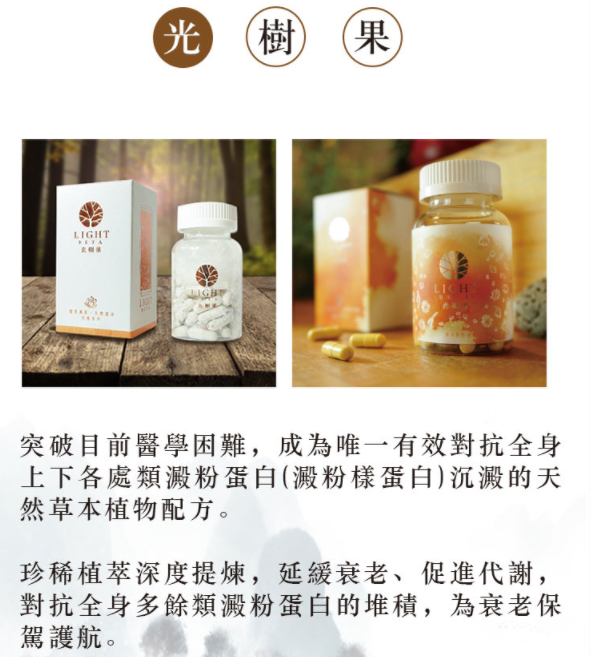 光樹果
LIGHT
LIGHT
LIGHT
LIGHT
突破目前醫學困難，成為唯一有效對抗全身
上下各處類澱粉蛋白(澱粉樣蛋白)沉澱的天
然草本植物配方。
珍稀植萃深度提煉，延緩衰老、促進代謝，
對抗全身多餘類澱粉蛋白的堆積，為衰老保
駕護航。